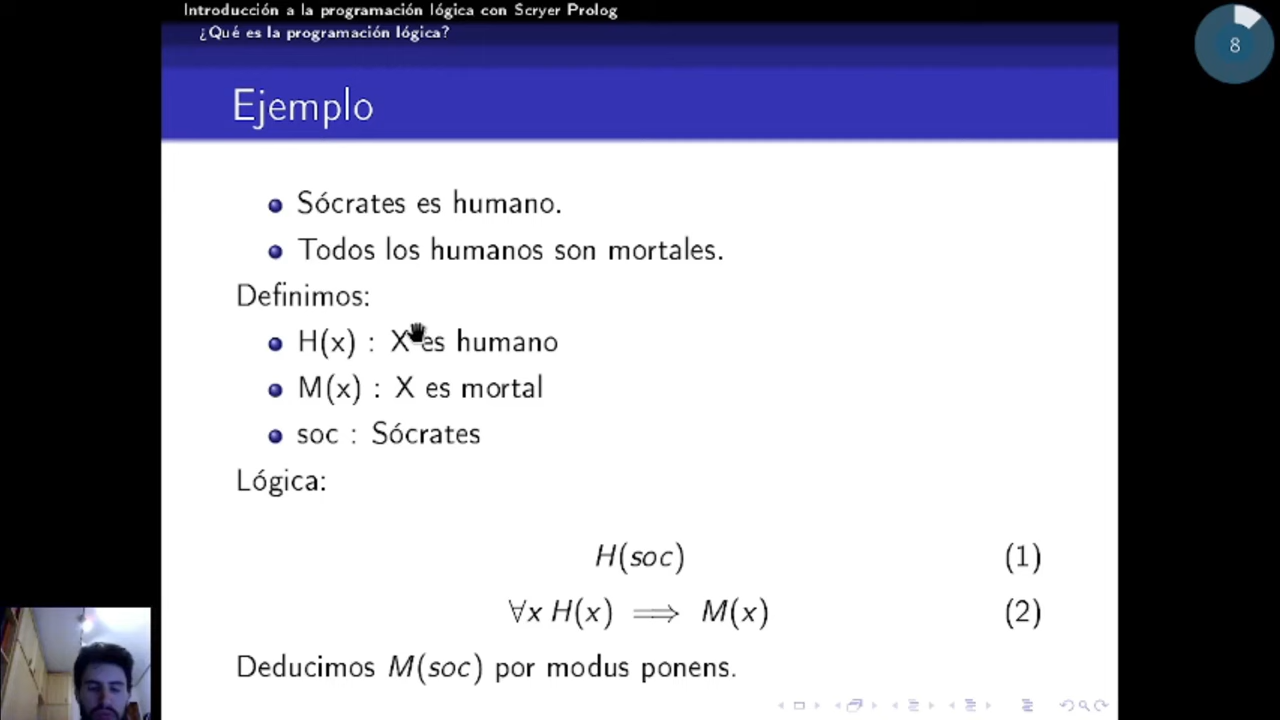 Introducción a la programación lógica con Scryer Prolog
¿Qué es la programación lógica?
8
Ejemplo
Sócrates es humano.
Todos los humanos son mortales.
Definimos:
H(x) : X es humano
M(x) : X es mortal
soc : Sócrates
Lógica:
H(soc) (1)
∀x H(x) ⟹ M(x) (2)
Deducimos M(soc) por modus ponens.